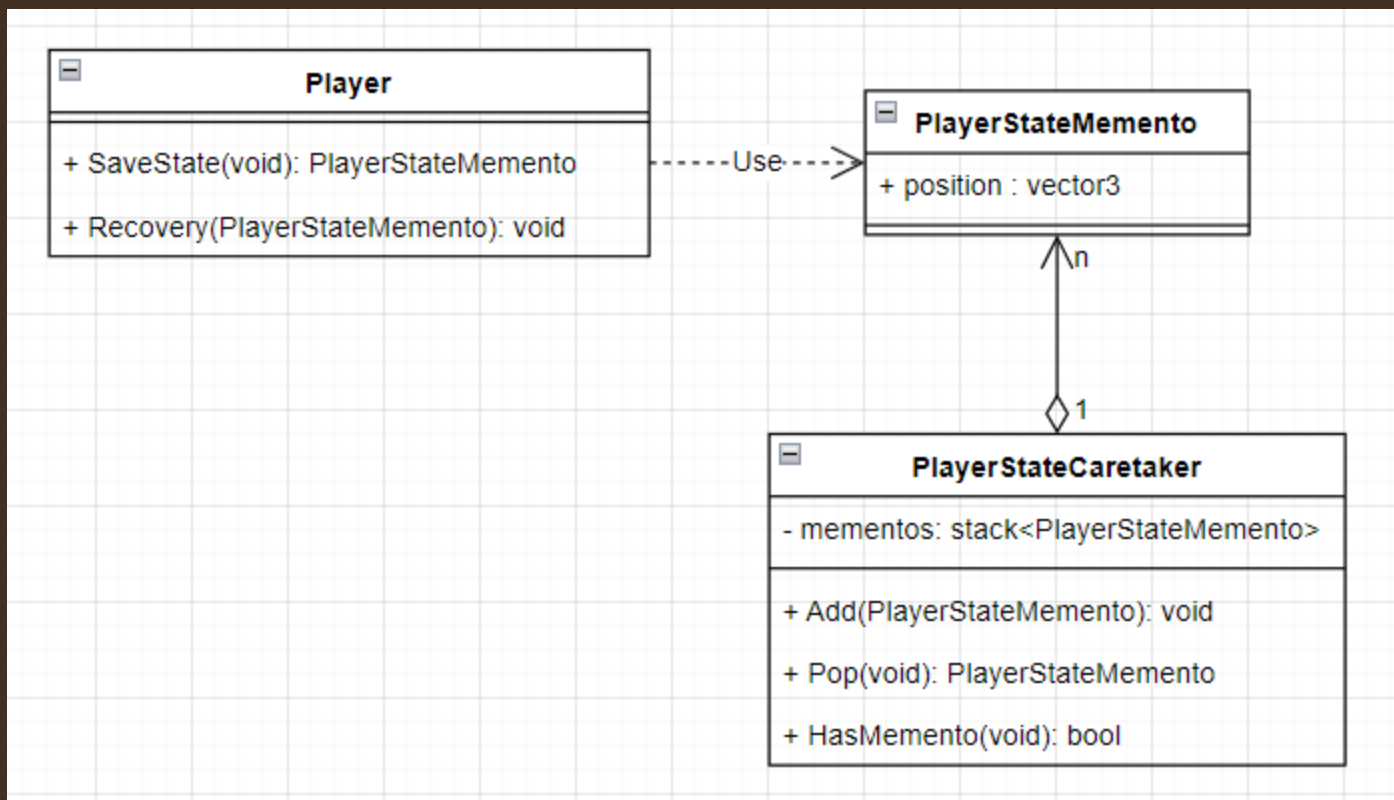 Player
+ SaveState(void): PlayerStateMemento
+ Recovery(PlayerStateMemento): void
Use
PlayerStateMemento
+ position : vector3
n
1
PlayerStateCaretaker
- mementos: stack<PlayerStateMemento>
+ Add(PlayerStateMemento): void
+ Pop(void): PlayerStateMemento
+ HasMemento(void): bool